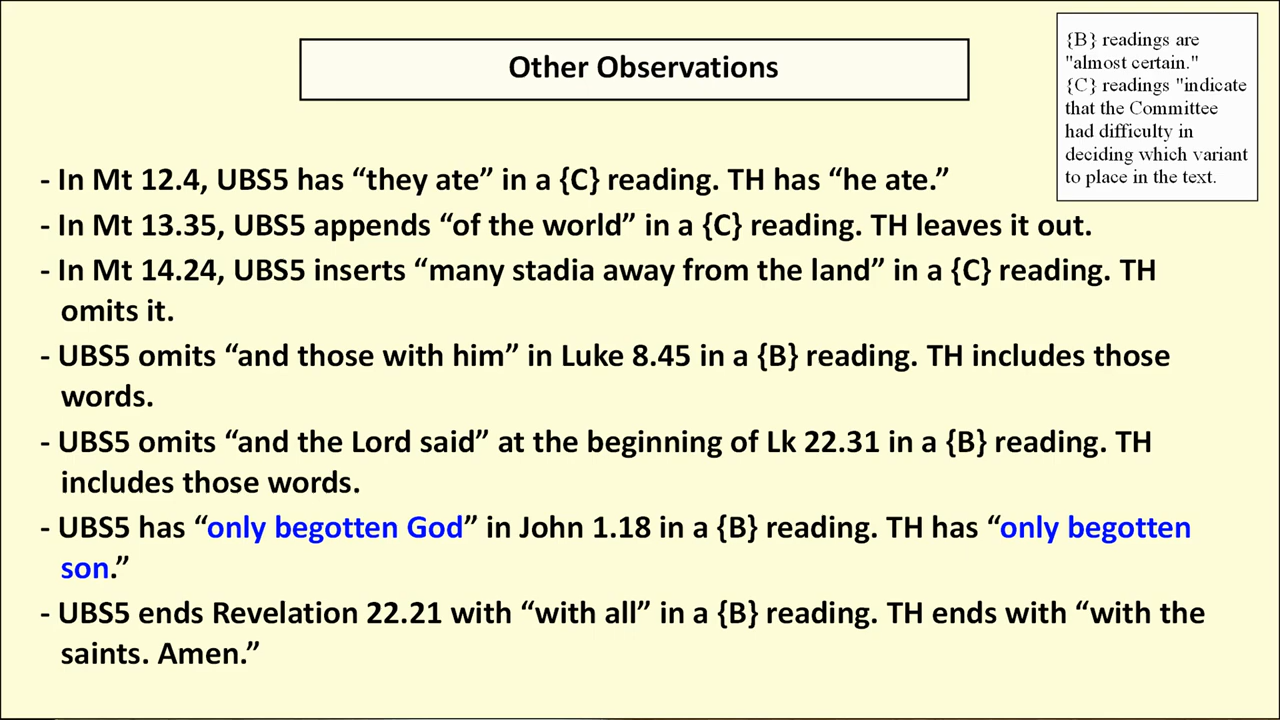 Other Observations
{B} readings are
"almost certain."
{C} readings "indicate
that the Committee
had difficulty in
deciding which variant
to place in the text.
- In Mt 12.4, UBS5 has “they ate” in a {C} reading. TH has “he ate.”
- In Mt 13.35, UBS5 appends “of the world” in a {C} reading. TH leaves it out.
- In Mt 14.24, UBS5 inserts “many stadia away from the land” in a {C} reading. TH
omits it.
- UBS5 omits “and those with him” in Luke 8.45 in a {B} reading. TH includes those
words.
- UBS5 omits “and the Lord said” at the beginning of Lk 22.31 in a {B} reading. TH
includes those words.
- UBS5 has “only begotten God” in John 1.18 in a {B} reading. TH has “only begotten
son.”
- UBS5 ends Revelation 22.21 with “with all” in a {B} reading. TH ends with “with the
saints. Amen.”